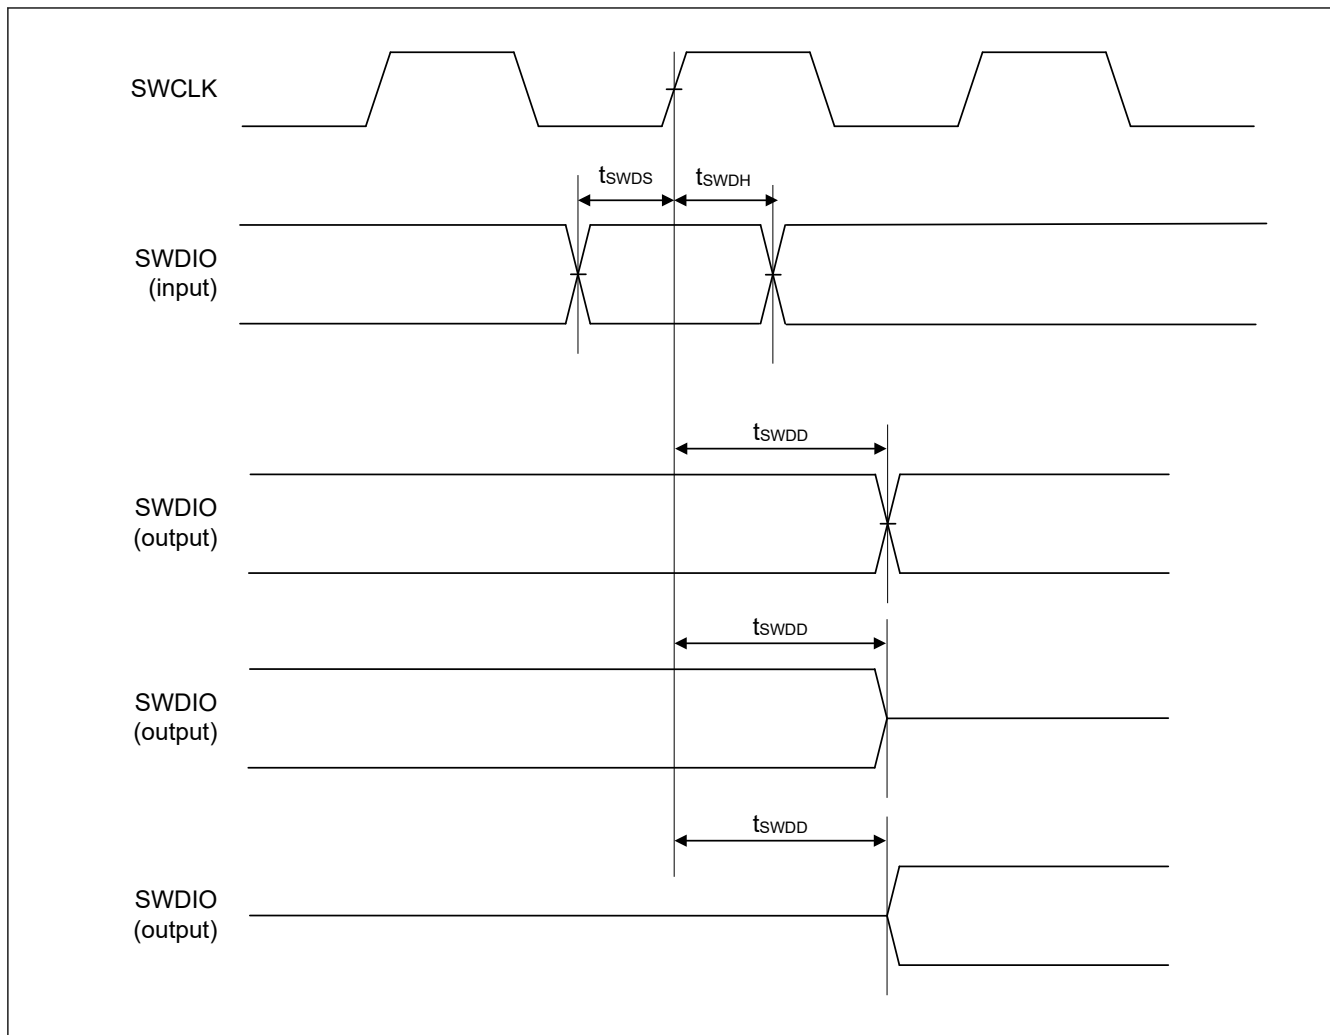 SWCLK
tSWDS
tSWDH
SWDIO
(input)
tSWDD
SWDIO
(output)
tSWDD
SWDIO
(output)
tSWDD
SWDIO
(output)